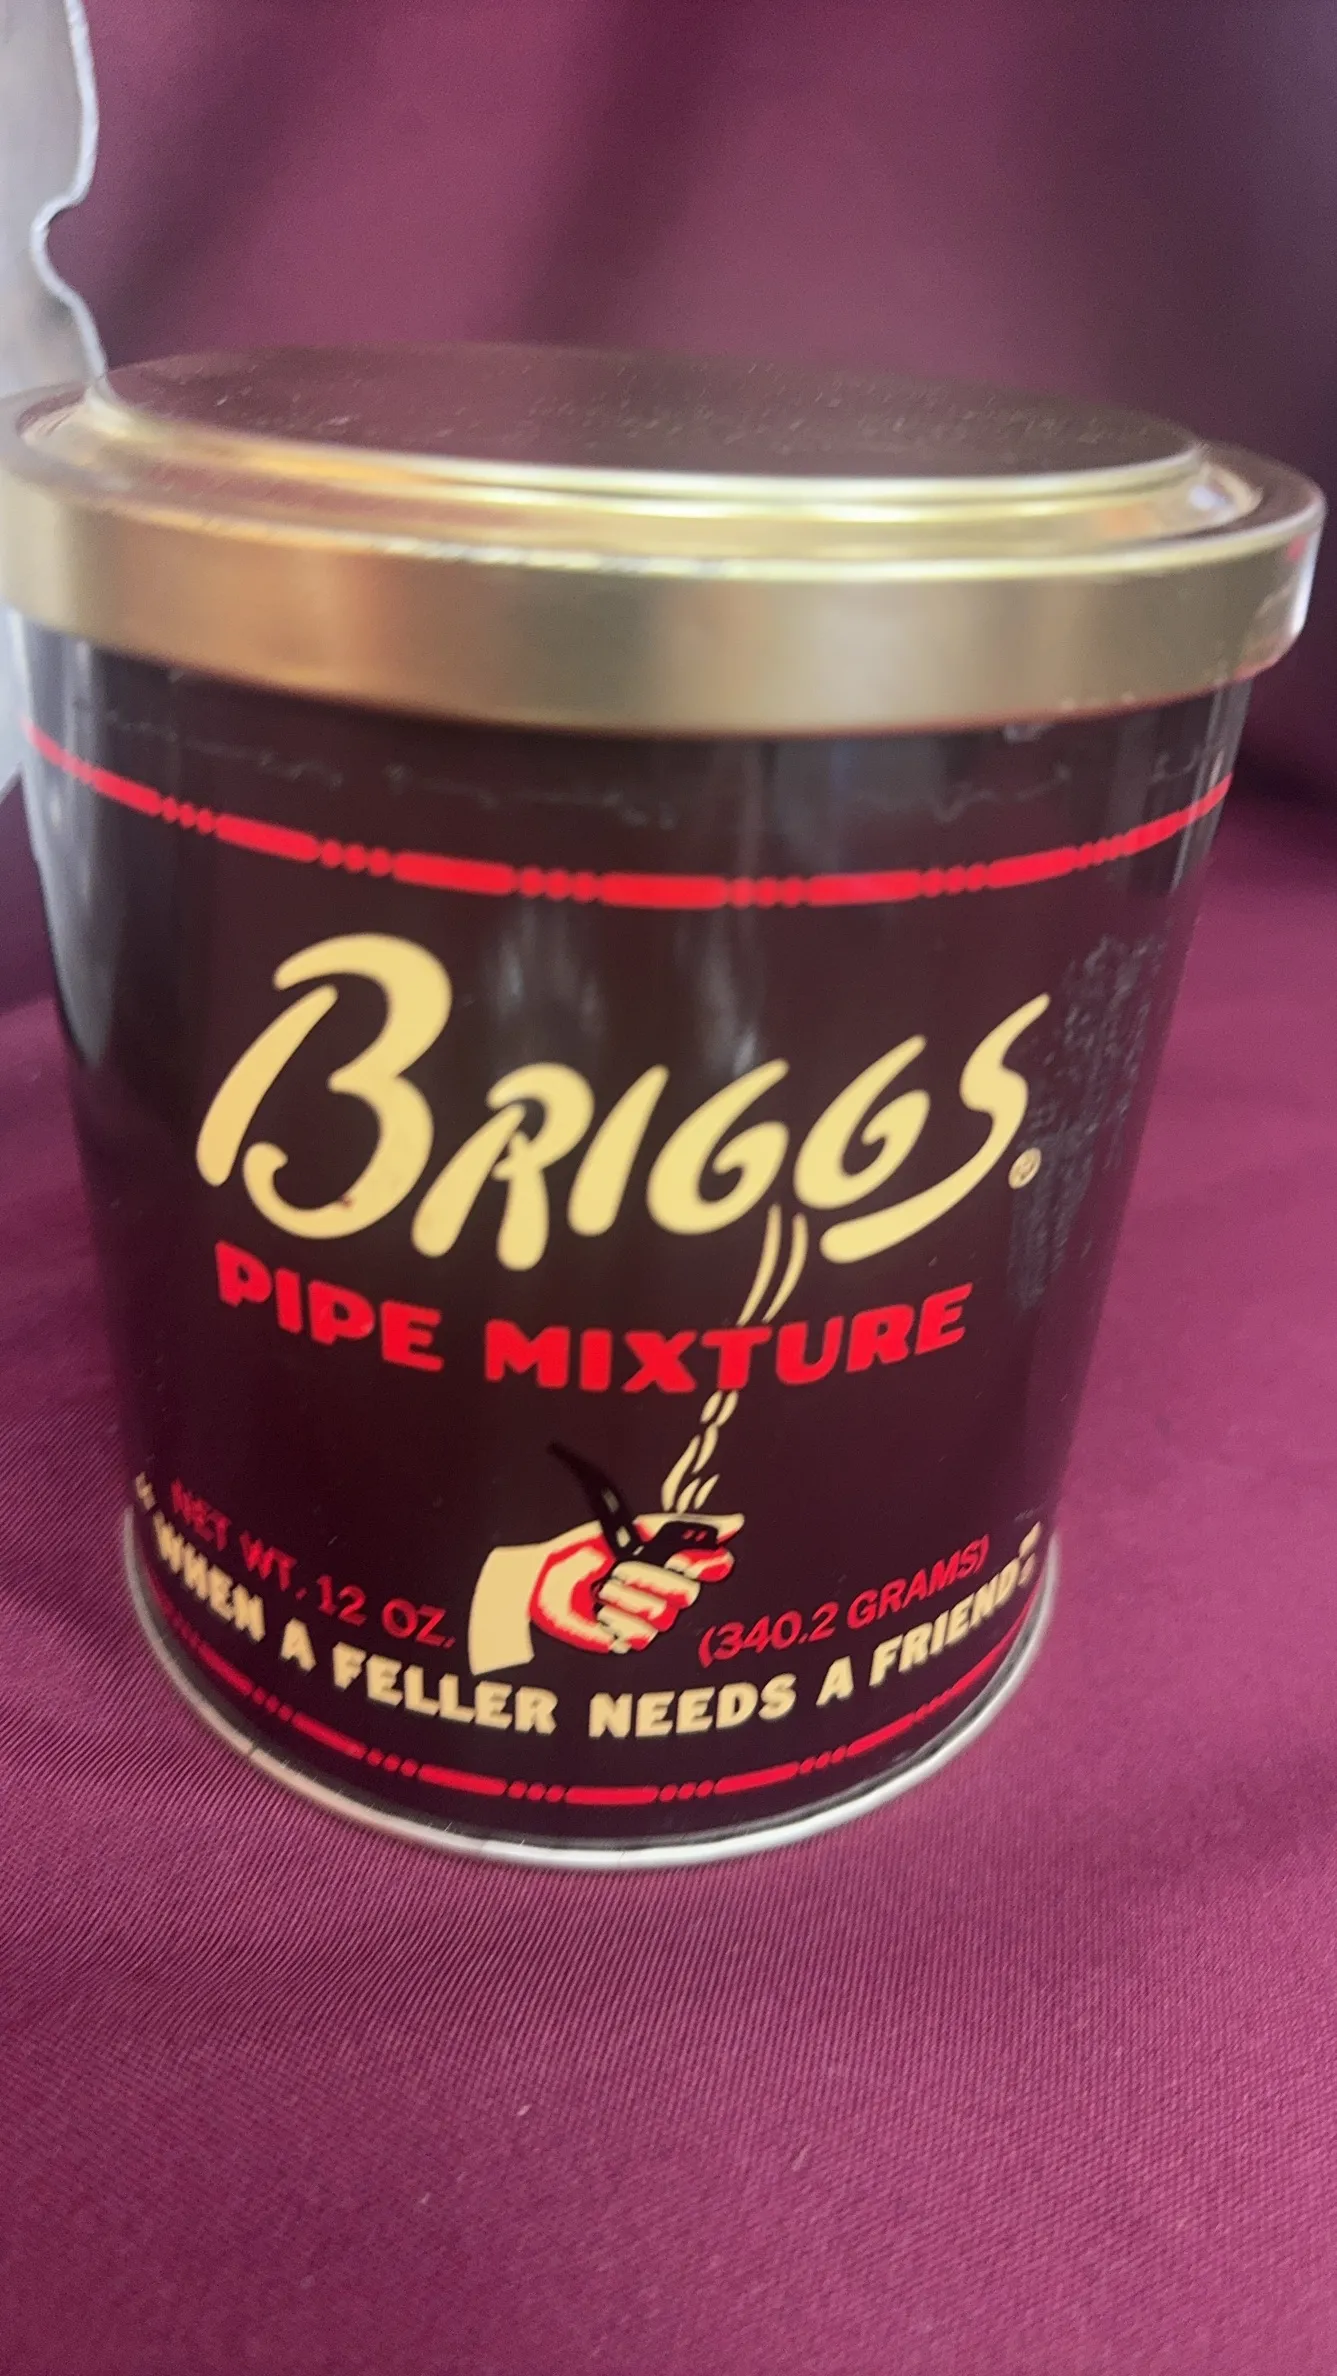 BRIGGS®
PIPE MIXTURE
NET WT. 12 OZ. (340.2 GRAMS)
"WHEN A FELLER NEEDS A FRIEND"